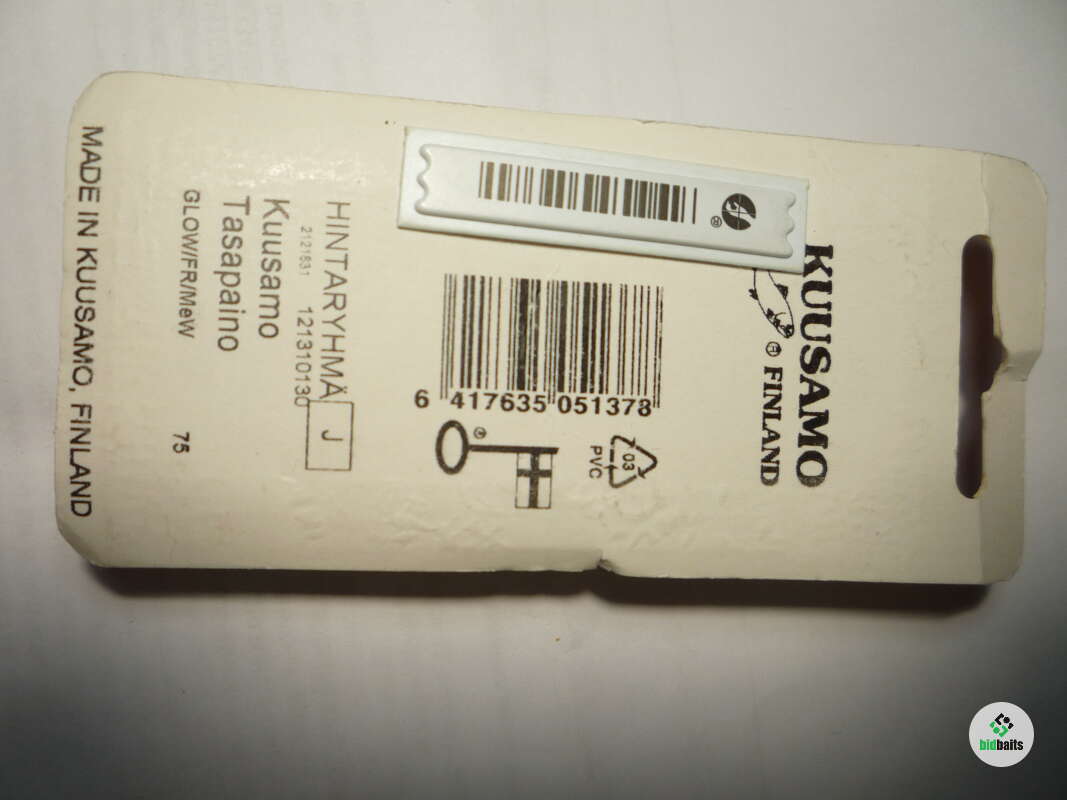 KUUSAMO
® FINLAND
®
03
PVC
6 417635 051378
HINTARYHMÄ J
2121831 121310130
Kuusamo
Tasapaino
GLOW/FR/MeW 75
MADE IN KUUSAMO, FINLAND
bidbaits